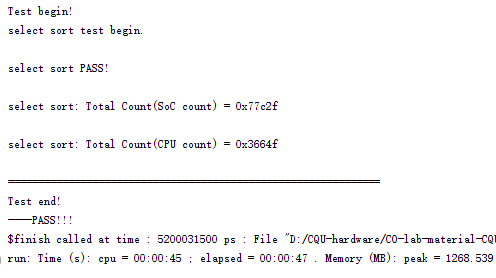 Test begin!
select sort test begin.
select sort PASS!
select sort: Total Count(SoC count) = 0x77c2f
select sort: Total Count(CPU count) = 0x3664f
==============================================================
Test end!
----PASS!!!
$finish called at time : 5200031500 ps : File "D:/CQU-hardware/CO-lab-material-CQU
run: Time (s): cpu = 00:00:45 ; elapsed = 00:00:47 . Memory (MB): peak = 1268.539